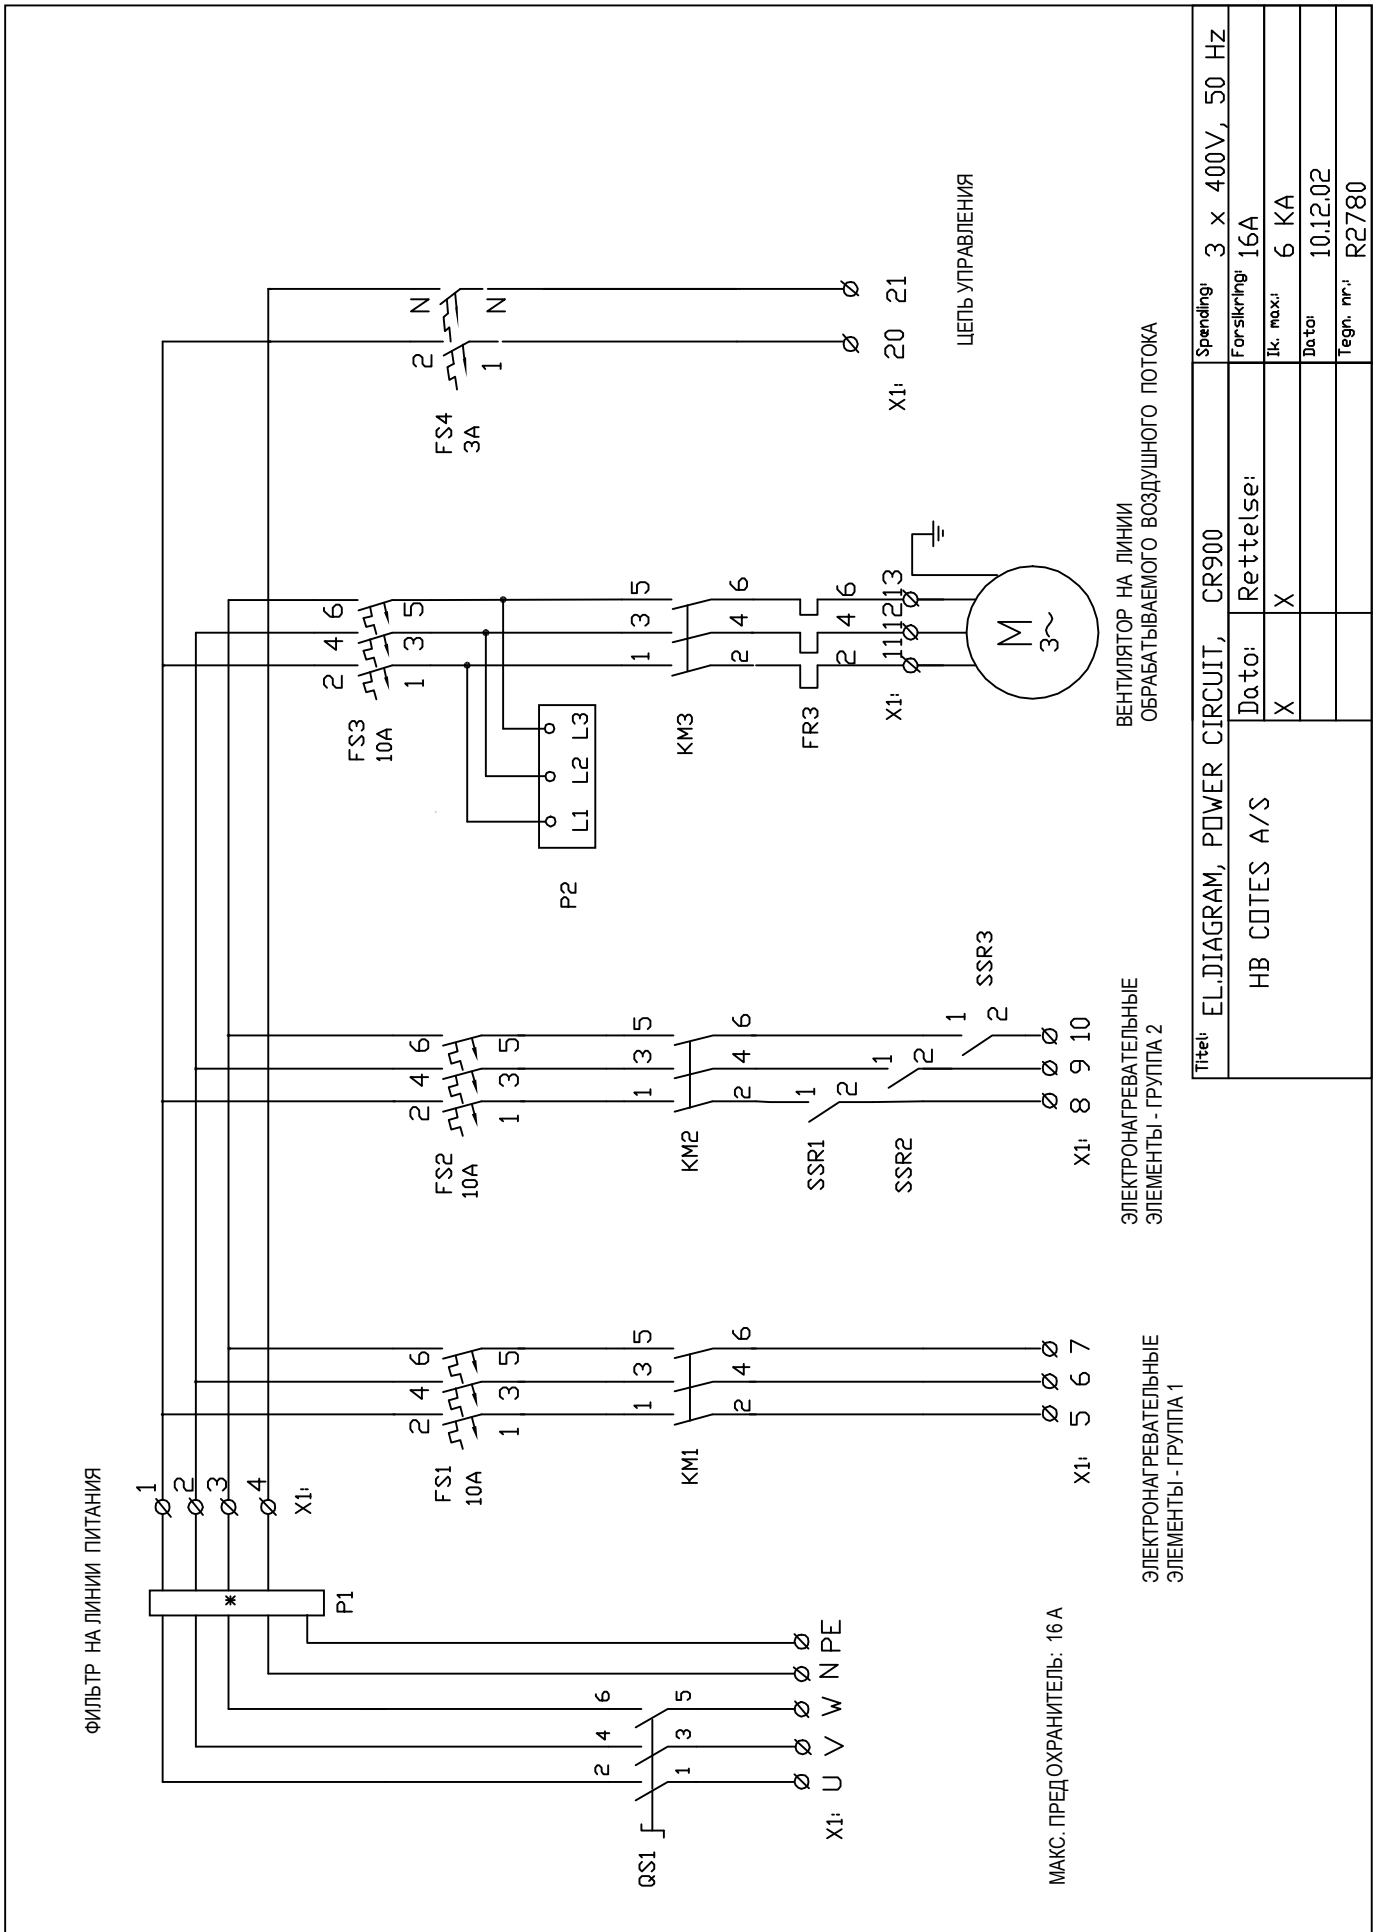 ФИЛЬТР НА ЛИНИИ ПИТАНИЯ
1
2
3
4
X1:
*
P1
QS1
2 4 6
1 3 5
X1: U V W N PE
МАКС. ПРЕДОХРАНИТЕЛЬ: 16 А
FS1
10A
2 4 6
1 3 5
KM1
1 3 5
2 4 6
X1: 5 6 7
ЭЛЕКТРОНАГРЕВАТЕЛЬНЫЕ
ЭЛЕМЕНТЫ - ГРУППА 1
FS2
10A
2 4 6
1 3 5
KM2
1 3 5
2 4 6
SSR1
1
2
SSR2
1
2
SSR3
1
2
X1: 8 9 10
ЭЛЕКТРОНАГРЕВАТЕЛЬНЫЕ
ЭЛЕМЕНТЫ - ГРУППА 2
FS3
10A
2 4 6
1 3 5
P2
L1 L2 L3
KM3
1 3 5
2 4 6
FR3
2 4 6
X1: 11 12 13
M
3~
ВЕНТИЛЯТОР НА ЛИНИИ
ОБРАБАТЫВАЕМОГО ВОЗДУШНОГО ПОТОКА
FS4
3A
2 N
1 N
X1: 20 21
ЦЕПЬ УПРАВЛЕНИЯ
Titel: EL.DIAGRAM, POWER CIRCUIT, CR900
HB COTES A/S
Dato: Rettelse:
X X
Spænding: 3 x 400V, 50 Hz
Forsikring: 16A
Ik. max.: 6 KA
Dato: 10.12.02
Tegn. nr.: R2780